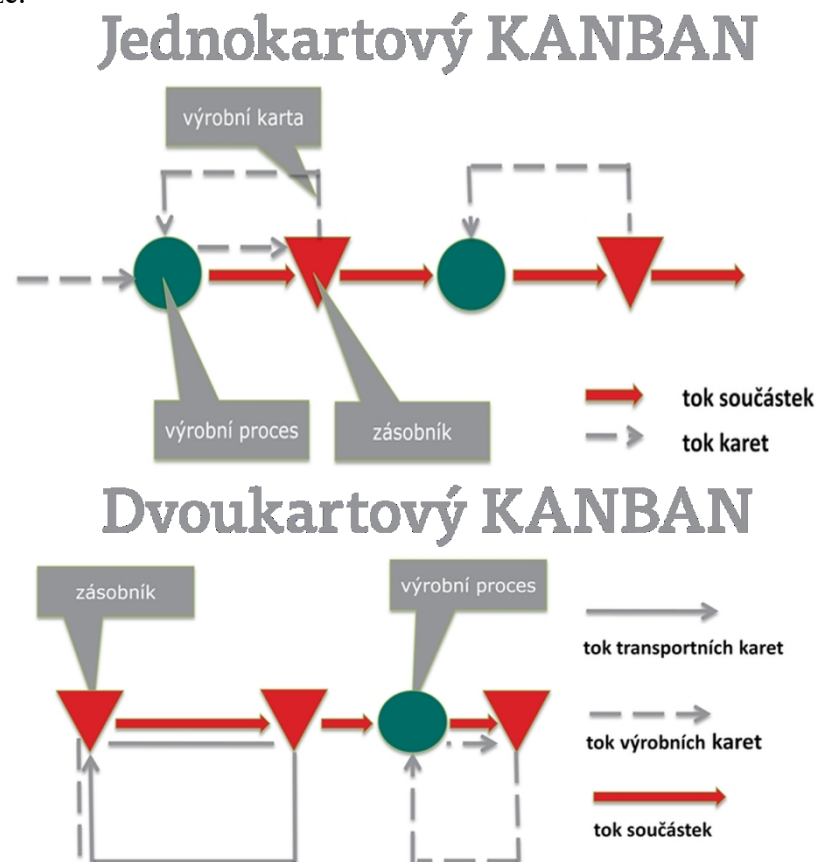 Jednokartový KANBAN
výrobní karta
výrobní proces
zásobník
tok součástek
tok karet
Dvoukartový KANBAN
zásobník
výrobní proces
tok transportních karet
tok výrobních karet
tok součástek